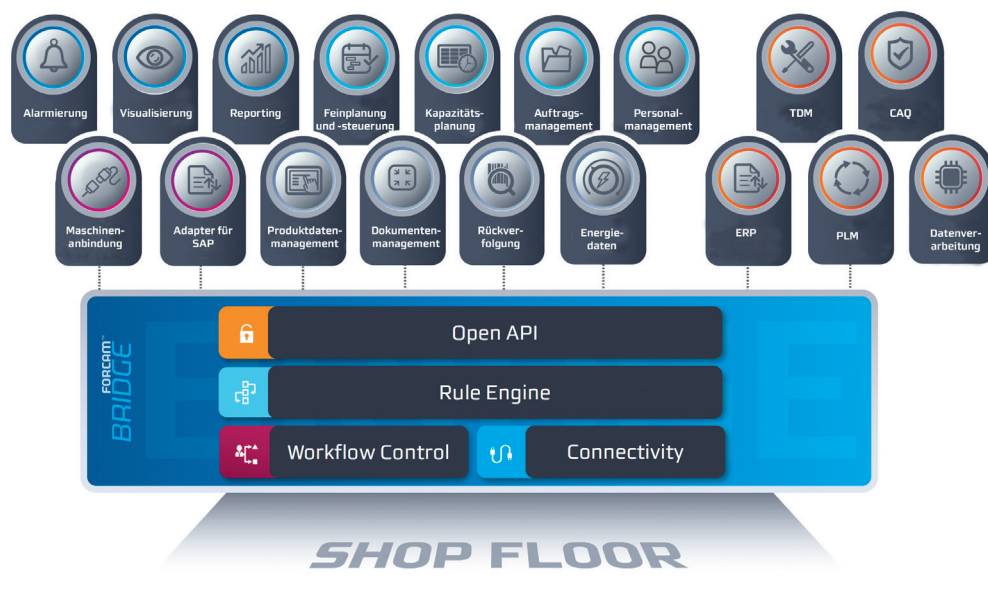 Alarmierung
Visualisierung
Reporting
Feinplanung
und -steuerung
Kapazitäts-
planung
Auftrags-
management
Personal-
management
TDM
CAQ
Maschinen-
anbindung
Adapter für
SAP
Produktdaten-
management
Dokumenten-
management
Rückver-
folgung
Energie-
daten
ERP
PLM
Datenver-
arbeitung
FORCAM™
BRIDGE
Open API
Rule Engine
Workflow Control
Connectivity
SHOP FLOOR